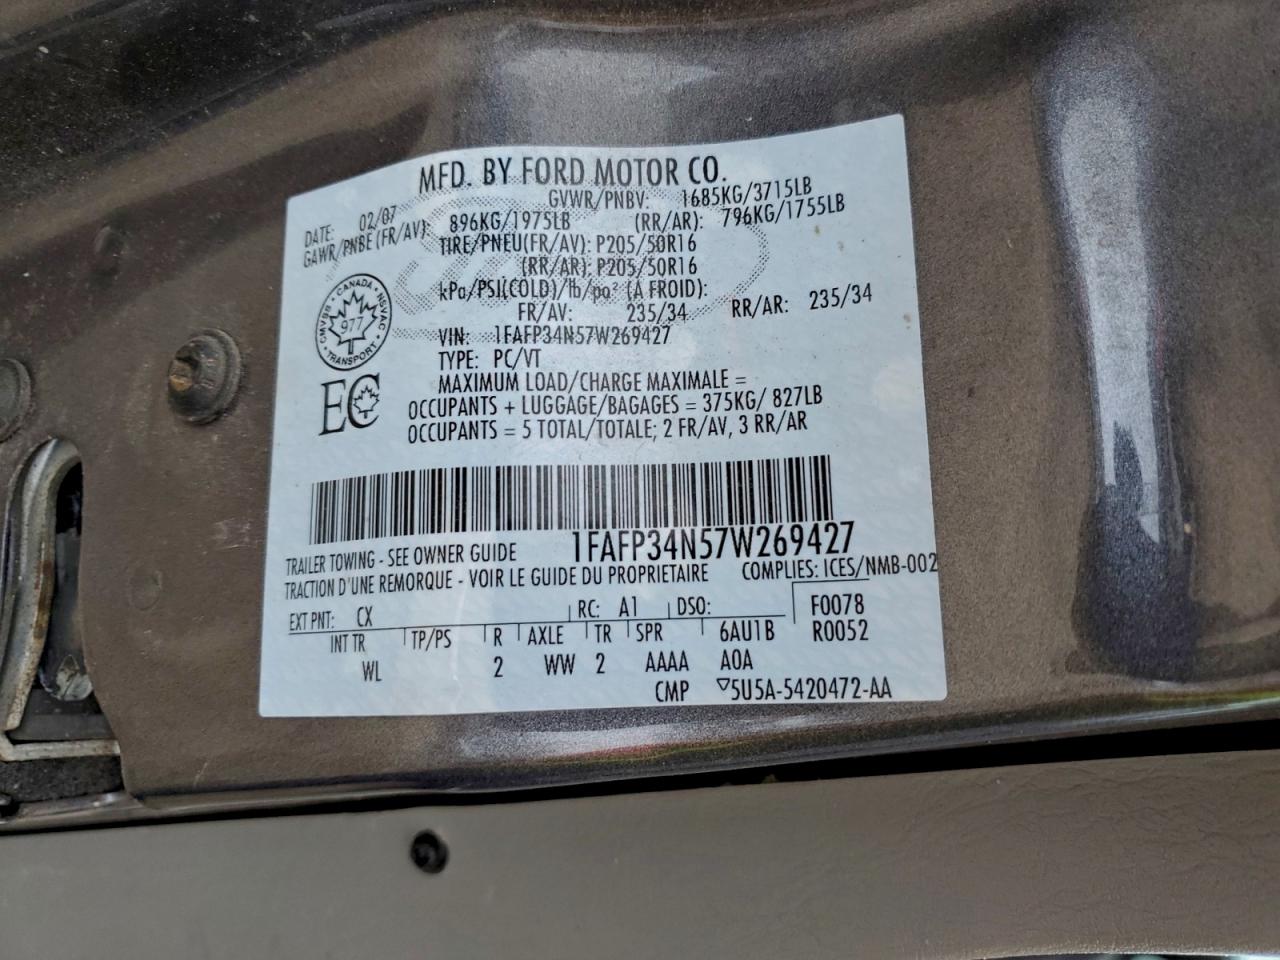 MFD. BY FORD MOTOR CO.
DATE: 02/07 GVWR/PNBV: 1685KG/3715LB
GAWR/PNBE (FR/AV): 896KG/1975LB (RR/AR): 796KG/1755LB
TIRE/PNEU(FR/AV): P205/50R16
(RR/AR): P205/50R16
kPa/PSI(COLD)/lb/po² (A FROID):
FR/AV: 235/34 RR/AR: 235/34
VIN: 1FAFP34N57W269427
TYPE: PC/VT
CMVSS · CANADA · NSVAC · TRANSPORT ·
977
EC
MAXIMUM LOAD/CHARGE MAXIMALE =
OCCUPANTS + LUGGAGE/BAGAGES = 375KG/ 827LB
OCCUPANTS = 5 TOTAL/TOTALE; 2 FR/AV, 3 RR/AR
1FAFP34N57W269427
TRAILER TOWING - SEE OWNER GUIDE
TRACTION D'UNE REMORQUE - VOIR LE GUIDE DU PROPRIETAIRE COMPLIES: ICES/NMB-002
EXT PNT: CX RC: A1 DSO: F0078
INT TR TP/PS R AXLE TR SPR 6AU1B R0052
WL 2 WW 2 AAAA A0A
CMP ▽5U5A-5420472-AA